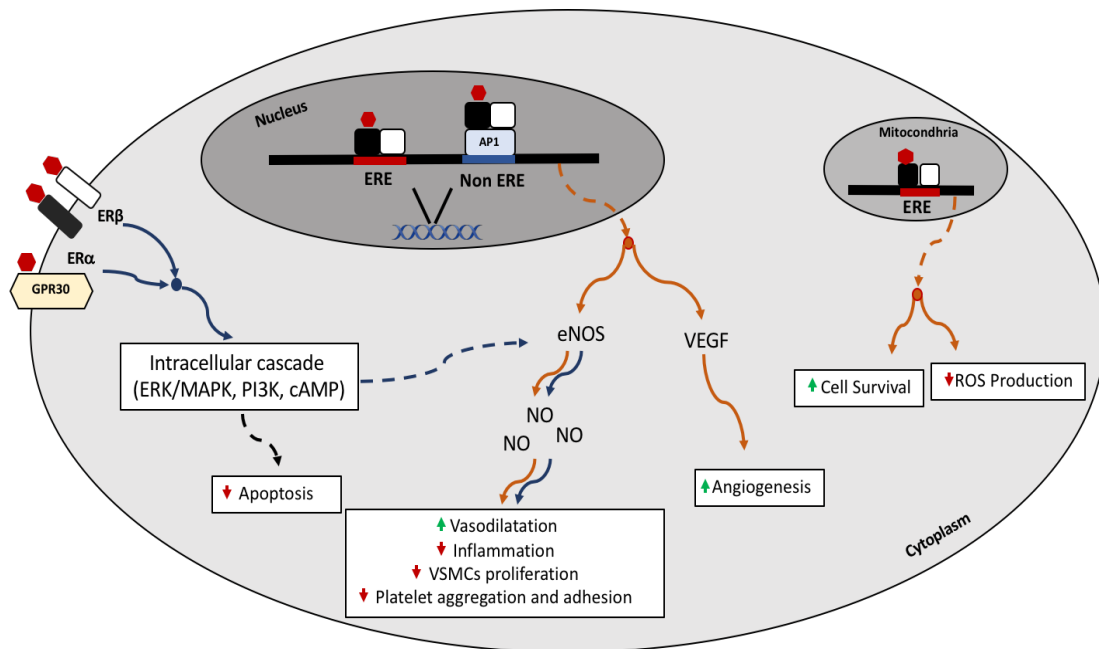 Nucleus
AP1
ERE
Non ERE
Mitocondhria
ERE
ERβ
ERα
GPR30
Intracellular cascade
(ERK/MAPK, PI3K, cAMP)
eNOS
VEGF
Cell Survival
ROS Production
NO
NO
NO
Apoptosis
Angiogenesis
Vasodilatation
Inflammation
VSMCs proliferation
Platelet aggregation and adhesion
Cytoplasm